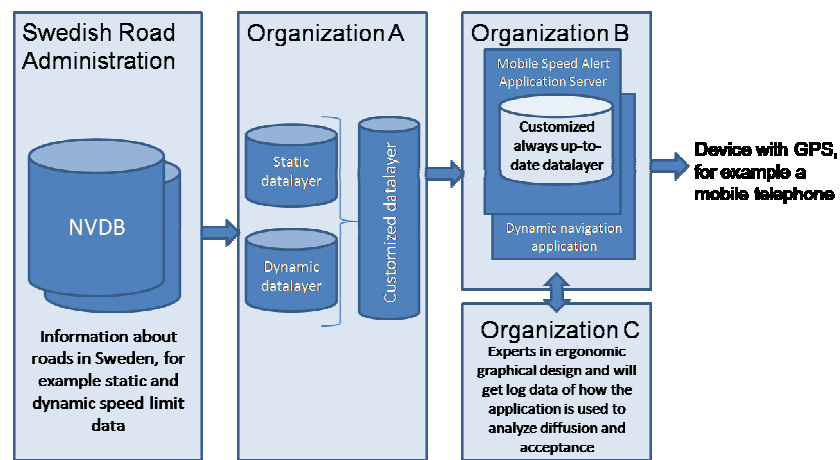 Swedish Road
Administration
NVDB
Information about
roads in Sweden, for
example static and
dynamic speed limit
data
Organization A
Static
datalayer
Dynamic
datalayer
Customized datalayer
Organization B
Mobile Speed Alert
Application Server
Customized
always up-to-
date datalayer
Dynamic navigation
application
Organization C
Experts in ergonomic
graphical design and will
get log data of how the
application is used to
analyze diffusion and
acceptance
Device with GPS,
for example a
mobile telephone